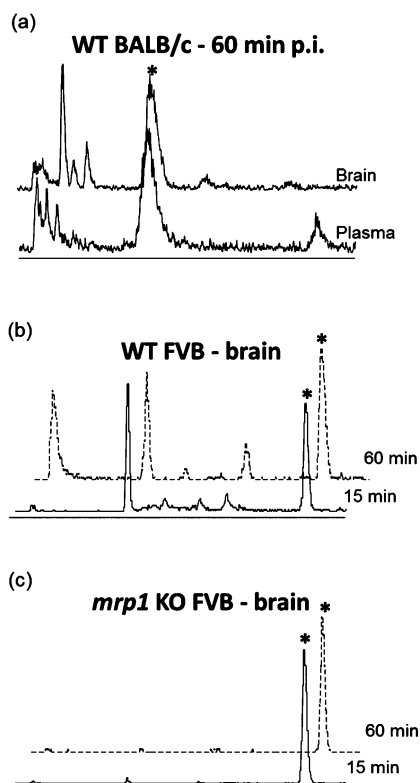 (a)
WT BALB/c - 60 min p.i.
*
Brain
Plasma
(b)
WT FVB - brain
*
*
60 min
15 min
(c)
mrp1 KO FVB - brain
*
*
60 min
15 min